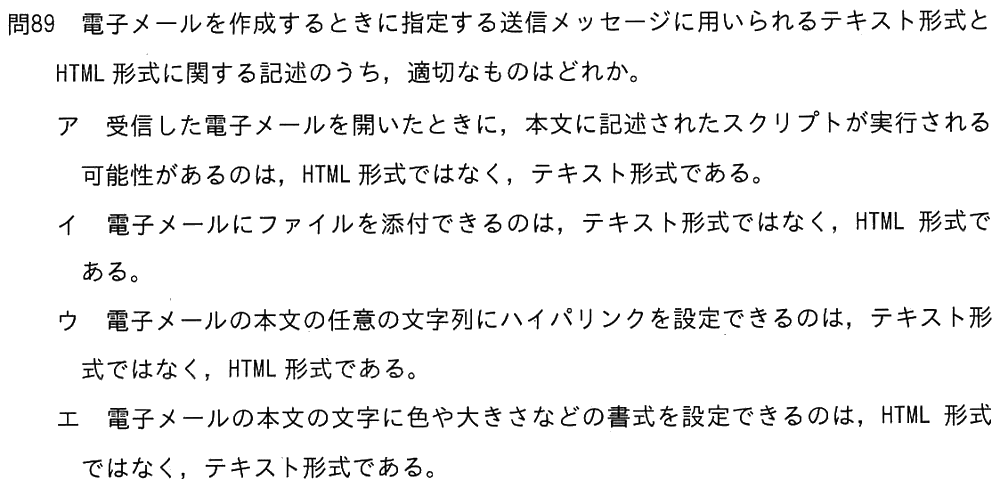 問89　電子メールを作成するときに指定する送信メッセージに用いられるテキスト形式と
HTML 形式に関する記述のうち，適切なものはどれか。
ア　受信した電子メールを開いたときに，本文に記述されたスクリプトが実行される
可能性があるのは，HTML 形式ではなく，テキスト形式である。
イ　電子メールにファイルを添付できるのは，テキスト形式ではなく，HTML 形式で
ある。
ウ　電子メールの本文の任意の文字列にハイパリンクを設定できるのは，テキスト形
式ではなく，HTML 形式である。
エ　電子メールの本文の文字に色や大きさなどの書式を設定できるのは，HTML 形式
ではなく，テキスト形式である。